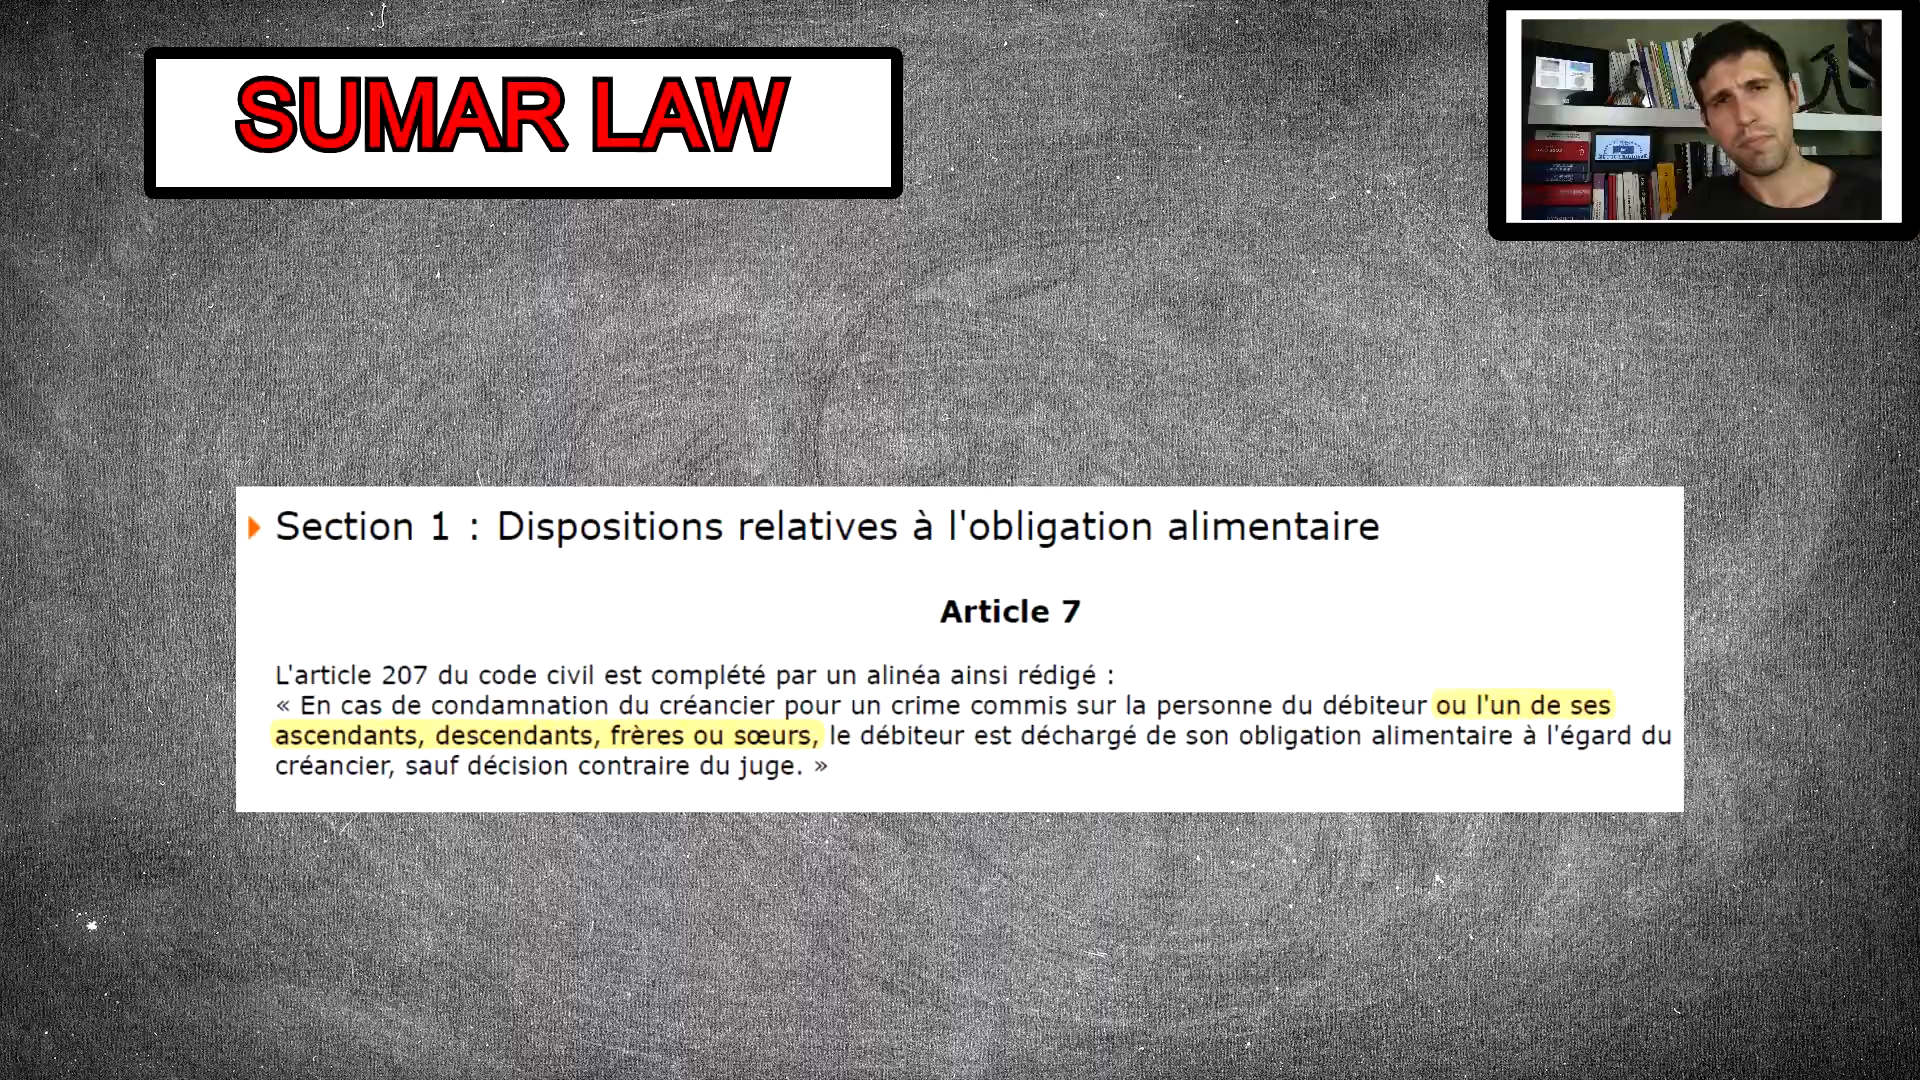 SUMAR LAW
Section 1 : Dispositions relatives à l'obligation alimentaire
Article 7
L'article 207 du code civil est complété par un alinéa ainsi rédigé :
« En cas de condamnation du créancier pour un crime commis sur la personne du débiteur ou l'un de ses
ascendants, descendants, frères ou sœurs, le débiteur est déchargé de son obligation alimentaire à l'égard du
créancier, sauf décision contraire du juge. »